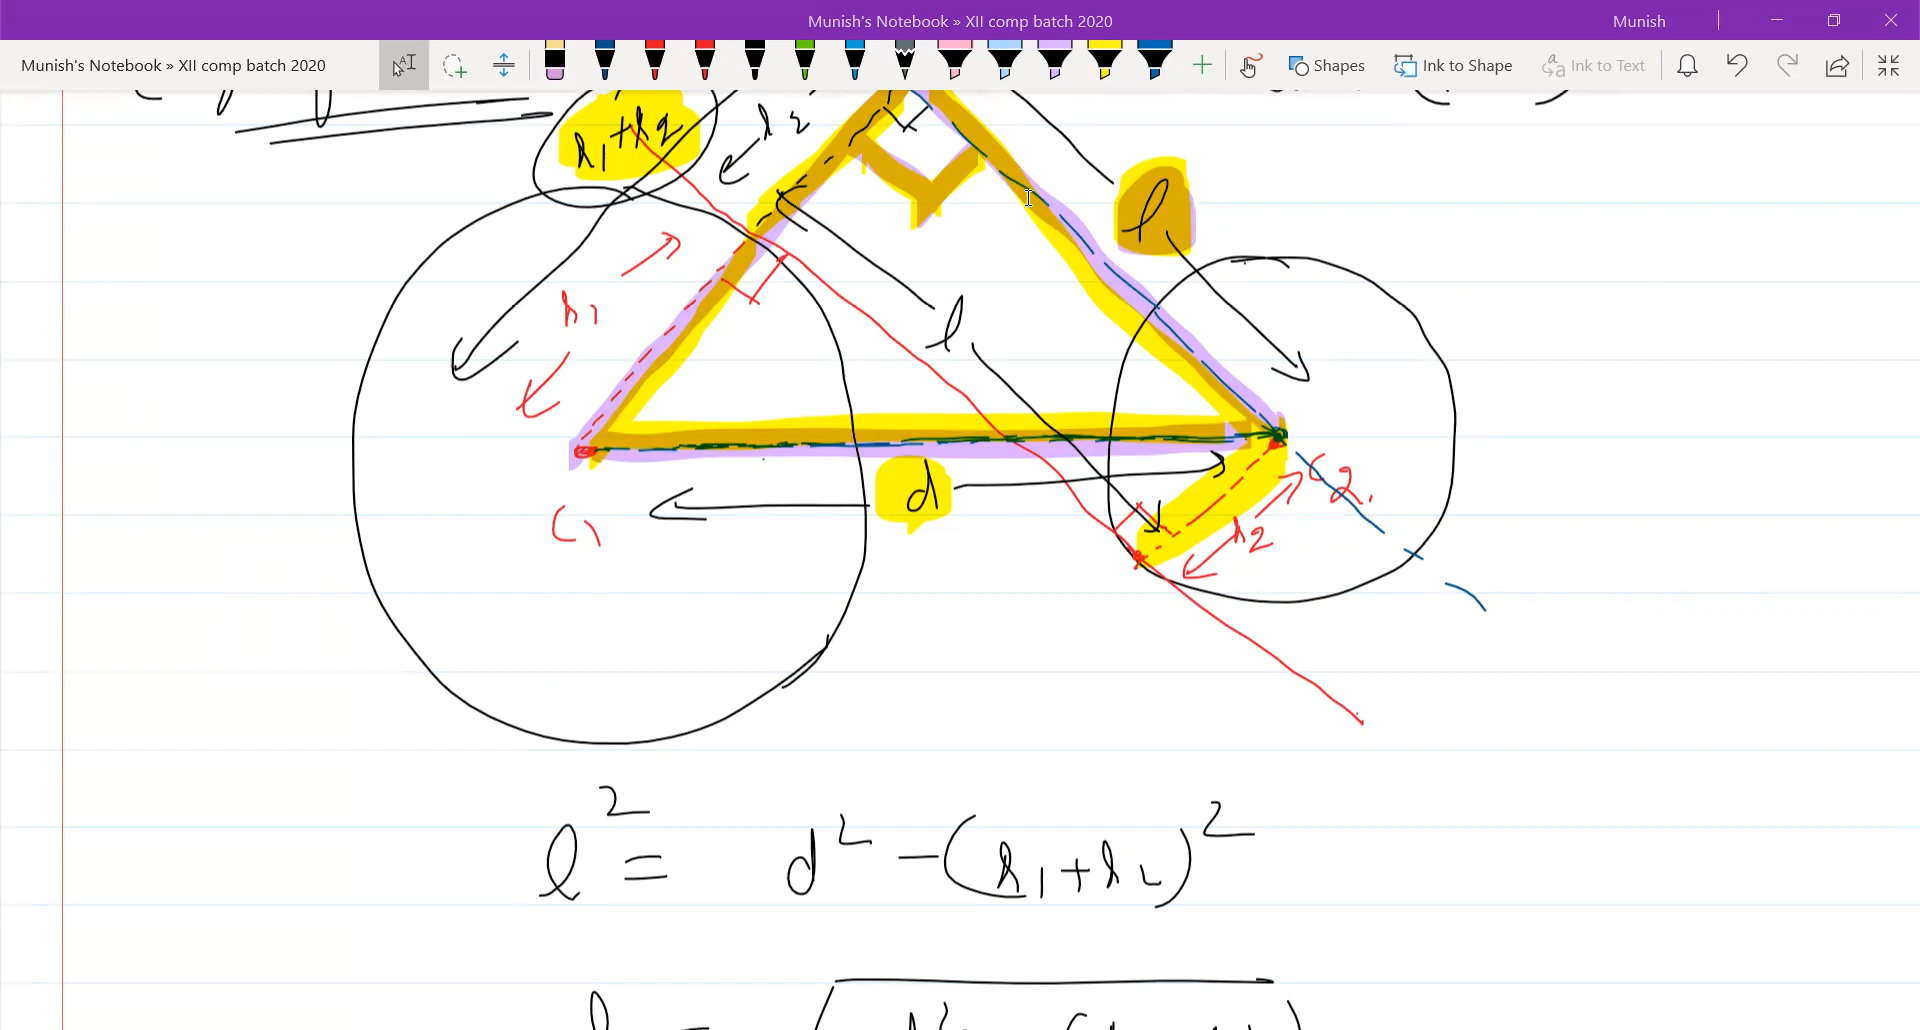 Munish's Notebook » XII comp batch 2020
Munish
Munish's Notebook » XII comp batch 2020
Shapes
Ink to Shape
Ink to Text
r1+r2
r2
l
r1
l
d
C1
C2
r2
l² = d² - (r1+r2)²